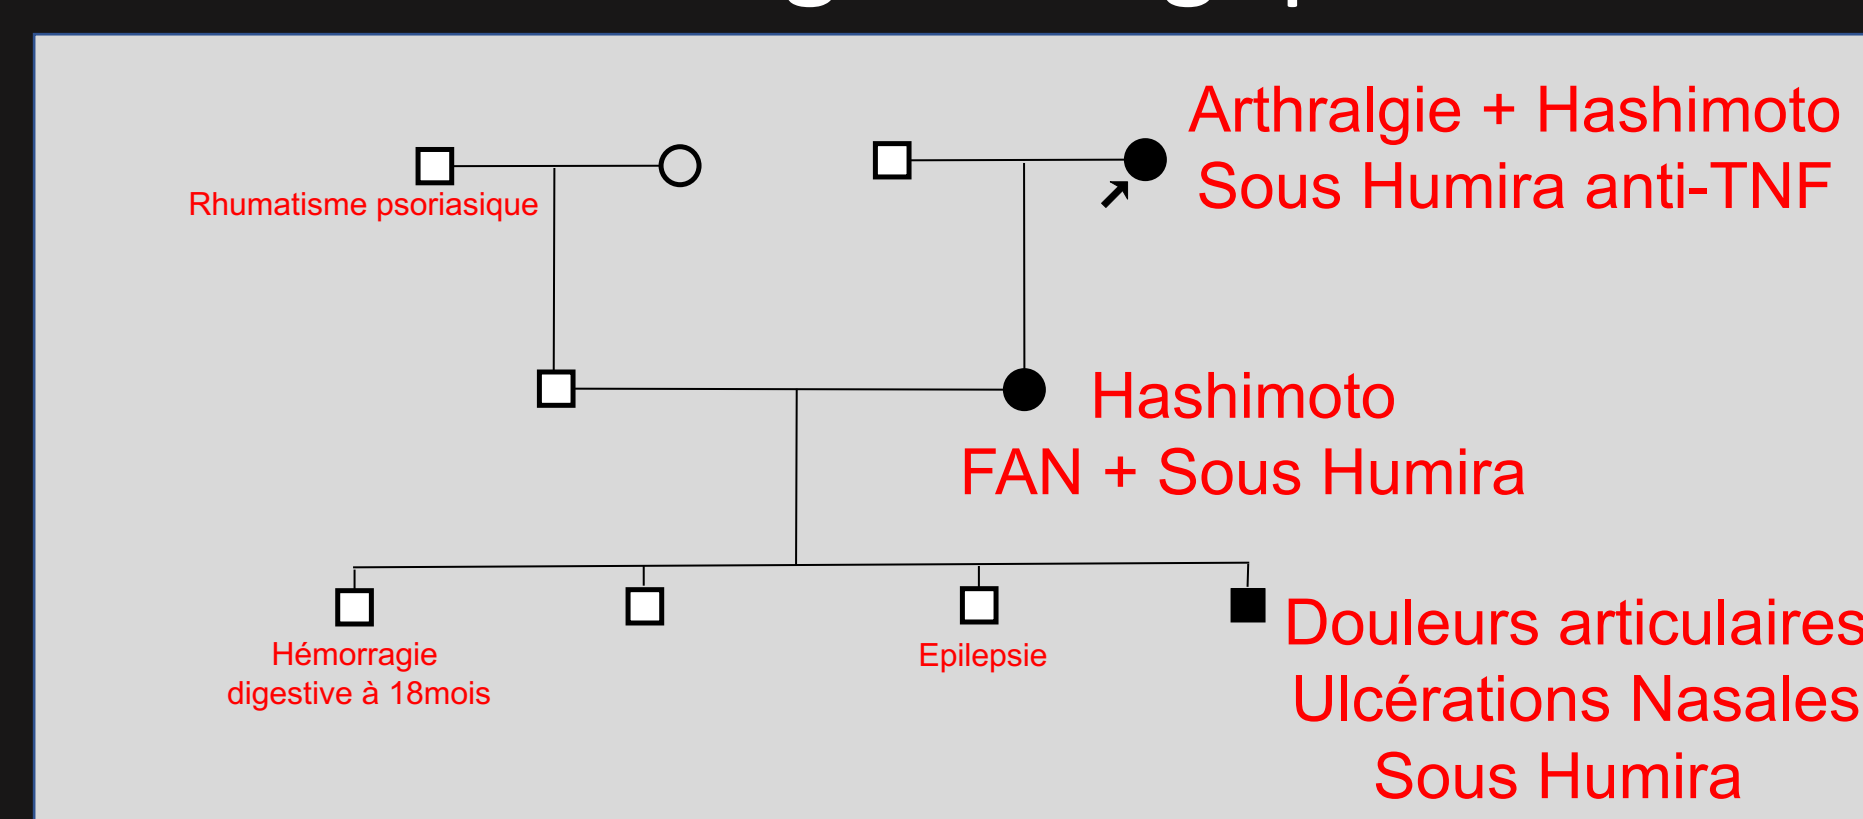 Arthralgie + Hashimoto
Sous Humira anti-TNF
Rhumatisme psoriasique
Hashimoto
FAN + Sous Humira
Hémorragie
digestive à 18mois
Epilepsie
Douleurs articulaires
Ulcérations Nasales
Sous Humira